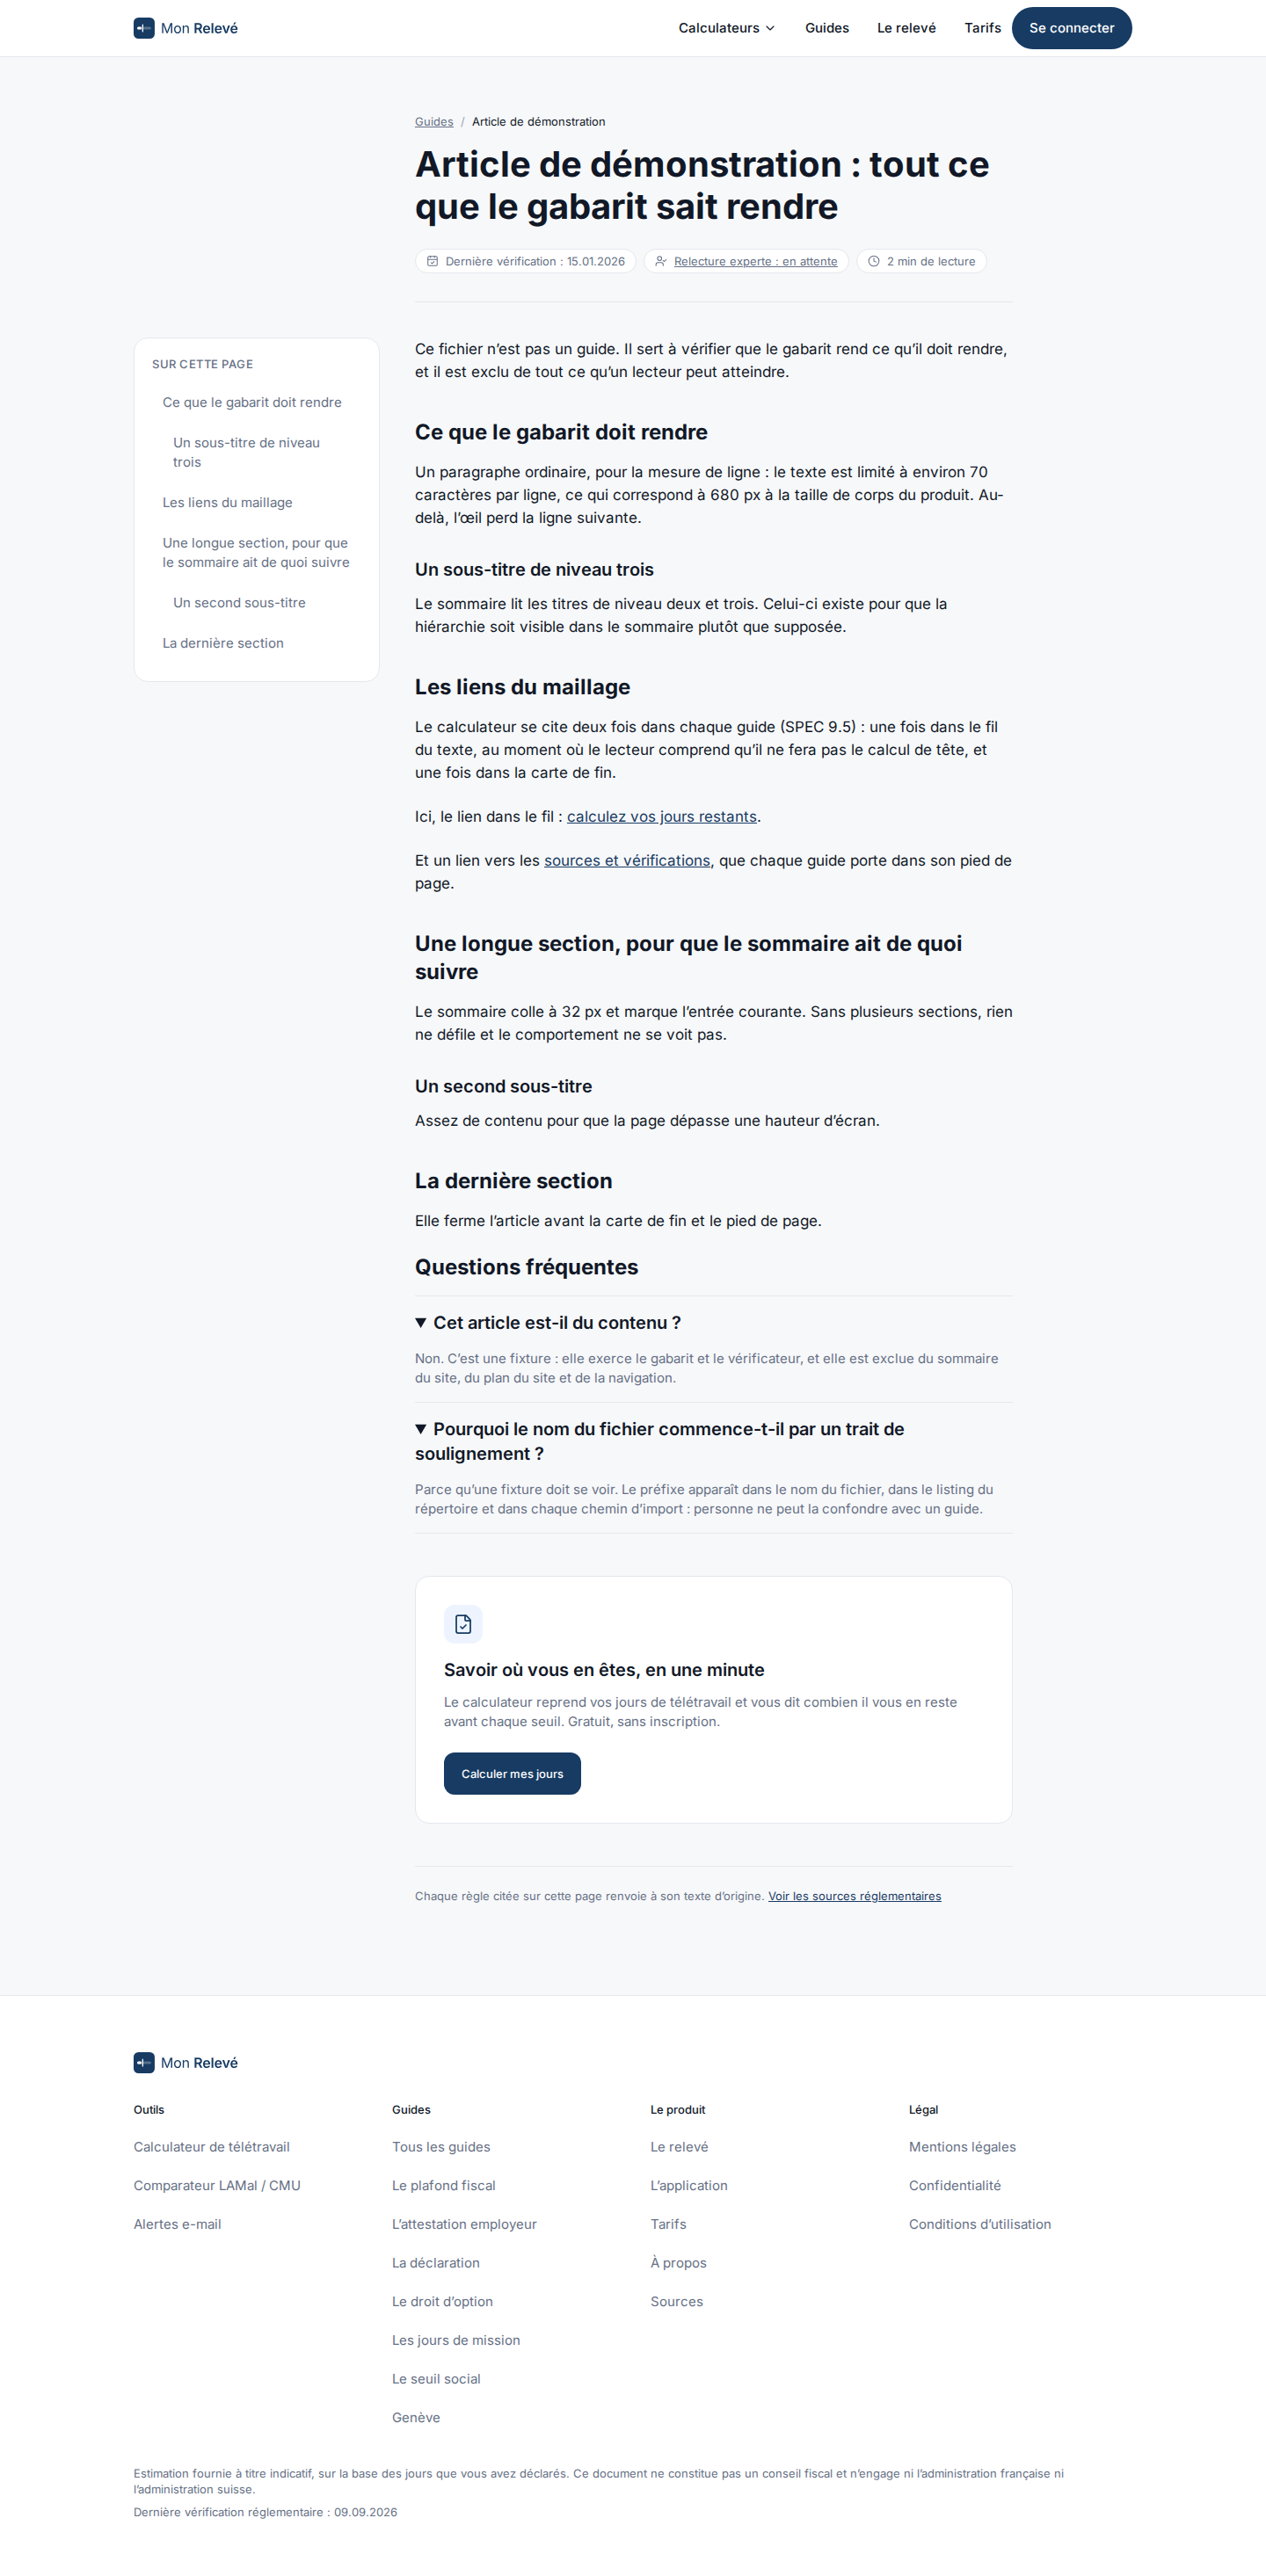 Mon Relevé
Calculateurs
Guides
Le relevé
Tarifs
Se connecter
Guides / Article de démonstration
Article de démonstration : tout ce
que le gabarit sait rendre
Dernière vérification : 15.01.2026
Relecture experte : en attente
2 min de lecture
SUR CETTE PAGE
Ce que le gabarit doit rendre
Un sous-titre de niveau
trois
Les liens du maillage
Une longue section, pour que
le sommaire ait de quoi suivre
Un second sous-titre
La dernière section
Ce fichier n’est pas un guide. Il sert à vérifier que le gabarit rend ce qu’il doit rendre,
et il est exclu de tout ce qu’un lecteur peut atteindre.
Ce que le gabarit doit rendre
Un paragraphe ordinaire, pour la mesure de ligne : le texte est limité à environ 70
caractères par ligne, ce qui correspond à 680 px à la taille de corps du produit. Au-
delà, l’œil perd la ligne suivante.
Un sous-titre de niveau trois
Le sommaire lit les titres de niveau deux et trois. Celui-ci existe pour que la
hiérarchie soit visible dans le sommaire plutôt que supposée.
Les liens du maillage
Le calculateur se cite deux fois dans chaque guide (SPEC 9.5) : une fois dans le fil
du texte, au moment où le lecteur comprend qu’il ne fera pas le calcul de tête, et
une fois dans la carte de fin.
Ici, le lien dans le fil : calculez vos jours restants.
Et un lien vers les sources et vérifications, que chaque guide porte dans son pied de
page.
Une longue section, pour que le sommaire ait de quoi
suivre
Le sommaire colle à 32 px et marque l’entrée courante. Sans plusieurs sections, rien
ne défile et le comportement ne se voit pas.
Un second sous-titre
Assez de contenu pour que la page dépasse une hauteur d’écran.
La dernière section
Elle ferme l’article avant la carte de fin et le pied de page.
Questions fréquentes
Cet article est-il du contenu ?
Non. C’est une fixture : elle exerce le gabarit et le vérificateur, et elle est exclue du sommaire
du site, du plan du site et de la navigation.
Pourquoi le nom du fichier commence-t-il par un trait de
soulignement ?
Parce qu’une fixture doit se voir. Le préfixe apparaît dans le nom du fichier, dans le listing du
répertoire et dans chaque chemin d’import : personne ne peut la confondre avec un guide.
Savoir où vous en êtes, en une minute
Le calculateur reprend vos jours de télétravail et vous dit combien il vous en reste
avant chaque seuil. Gratuit, sans inscription.
Calculer mes jours
Chaque règle citée sur cette page renvoie à son texte d’origine. Voir les sources réglementaires
Mon Relevé
Outils
Calculateur de télétravail
Comparateur LAMal / CMU
Alertes e-mail
Guides
Tous les guides
Le plafond fiscal
L’attestation employeur
La déclaration
Le droit d’option
Les jours de mission
Le seuil social
Genève
Le produit
Le relevé
L’application
Tarifs
À propos
Sources
Légal
Mentions légales
Confidentialité
Conditions d’utilisation
Estimation fournie à titre indicatif, sur la base des jours que vous avez déclarés. Ce document ne constitue pas un conseil fiscal et n’engage ni l’administration française ni
l’administration suisse.
Dernière vérification réglementaire : 09.09.2026